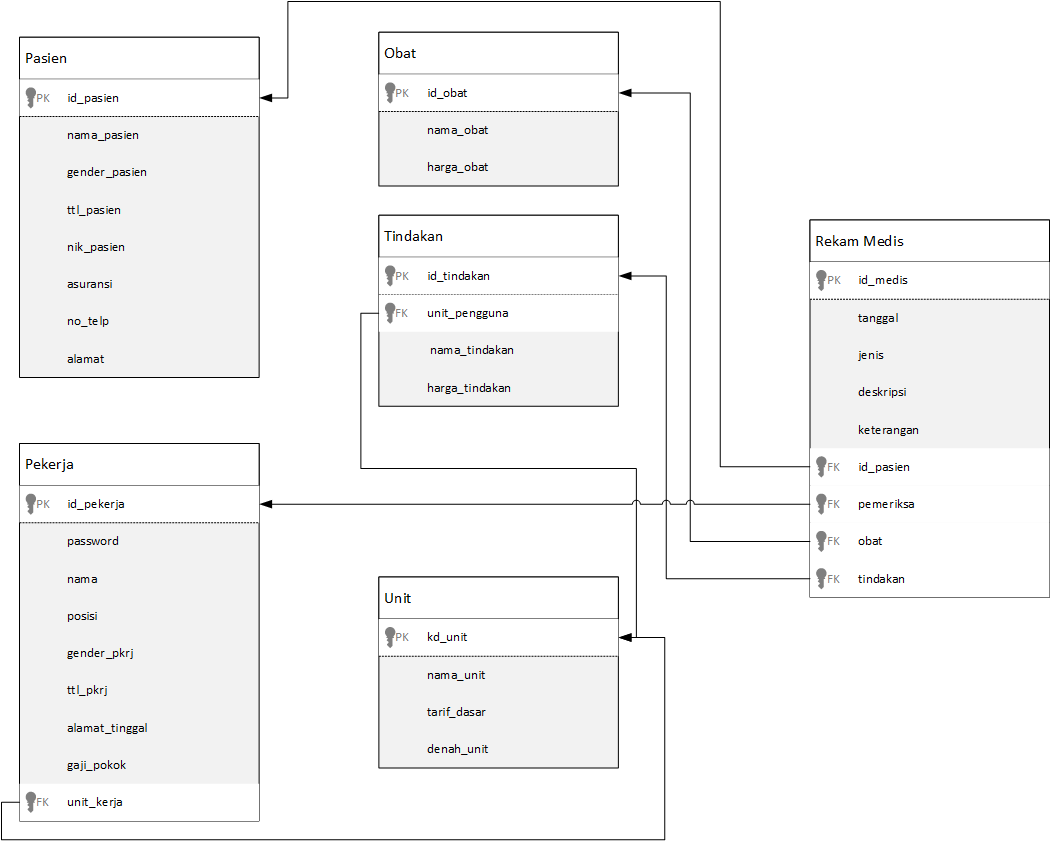 Pasien
PK id_pasien
nama_pasien
gender_pasien
ttl_pasien
nik_pasien
asuransi
no_telp
alamat
Obat
PK id_obat
nama_obat
harga_obat
Tindakan
PK id_tindakan
FK unit_pengguna
nama_tindakan
harga_tindakan
Rekam Medis
PK id_medis
tanggal
jenis
deskripsi
keterangan
FK id_pasien
FK pemeriksa
FK obat
FK tindakan
Pekerja
PK id_pekerja
password
nama
posisi
gender_pkrj
ttl_pkrj
alamat_tinggal
gaji_pokok
FK unit_kerja
Unit
PK kd_unit
nama_unit
tarif_dasar
denah_unit